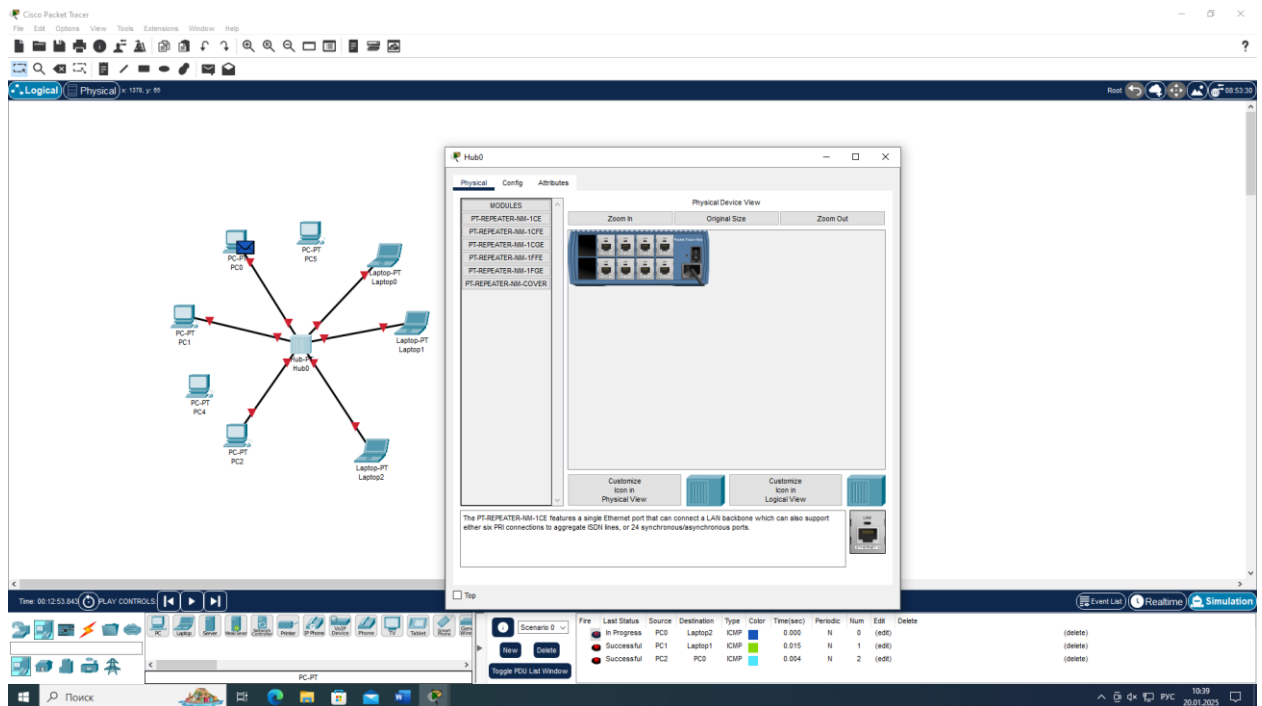 Cisco Packet Tracer
File Edit Options View Tools Extensions Window Help
?
Logical Physical x: 1378, y: 55
Root 08:53:30
Hub0
Physical Config Attributes
MODULES
PT-REPEATER-NM-1CE
PT-REPEATER-NM-1CFE
PT-REPEATER-NM-1CGE
PT-REPEATER-NM-1FFE
PT-REPEATER-NM-1FGE
PT-REPEATER-NM-COVER
Physical Device View
Zoom In Original Size Zoom Out
Customize
Icon in
Physical View
Customize
Icon in
Logical View
The PT-REPEATER-NM-1CE features a single Ethernet port that can connect a LAN backbone which can also support
either six PRI connections to aggregate ISDN lines, or 24 synchronous/asynchronous ports.
Top
PC-PT
PC0
PC-PT
PC5
Laptop-PT
Laptop0
PC-PT
PC1
Laptop-PT
Laptop1
Hub-PT
Hub0
PC-PT
PC4
PC-PT
PC2
Laptop-PT
Laptop2
Time: 00:12:53.843 PLAY CONTROLS:
Event List Realtime Simulation
PC Laptop Server Printer IP Phone VoIP Device Phone TV Tablet Smart Phone
PC-PT
Scenario 0
New Delete
Toggle PDU List Window
Fire Last Status Source Destination Type Color Time(sec) Periodic Num Edit Delete
In Progress PC0 Laptop2 ICMP 0.000 N 0 (edit) (delete)
Successful PC1 Laptop1 ICMP 0.015 N 1 (edit) (delete)
Successful PC2 PC0 ICMP 0.004 N 2 (edit) (delete)
Поиск
РУС
10:39
20.01.2025